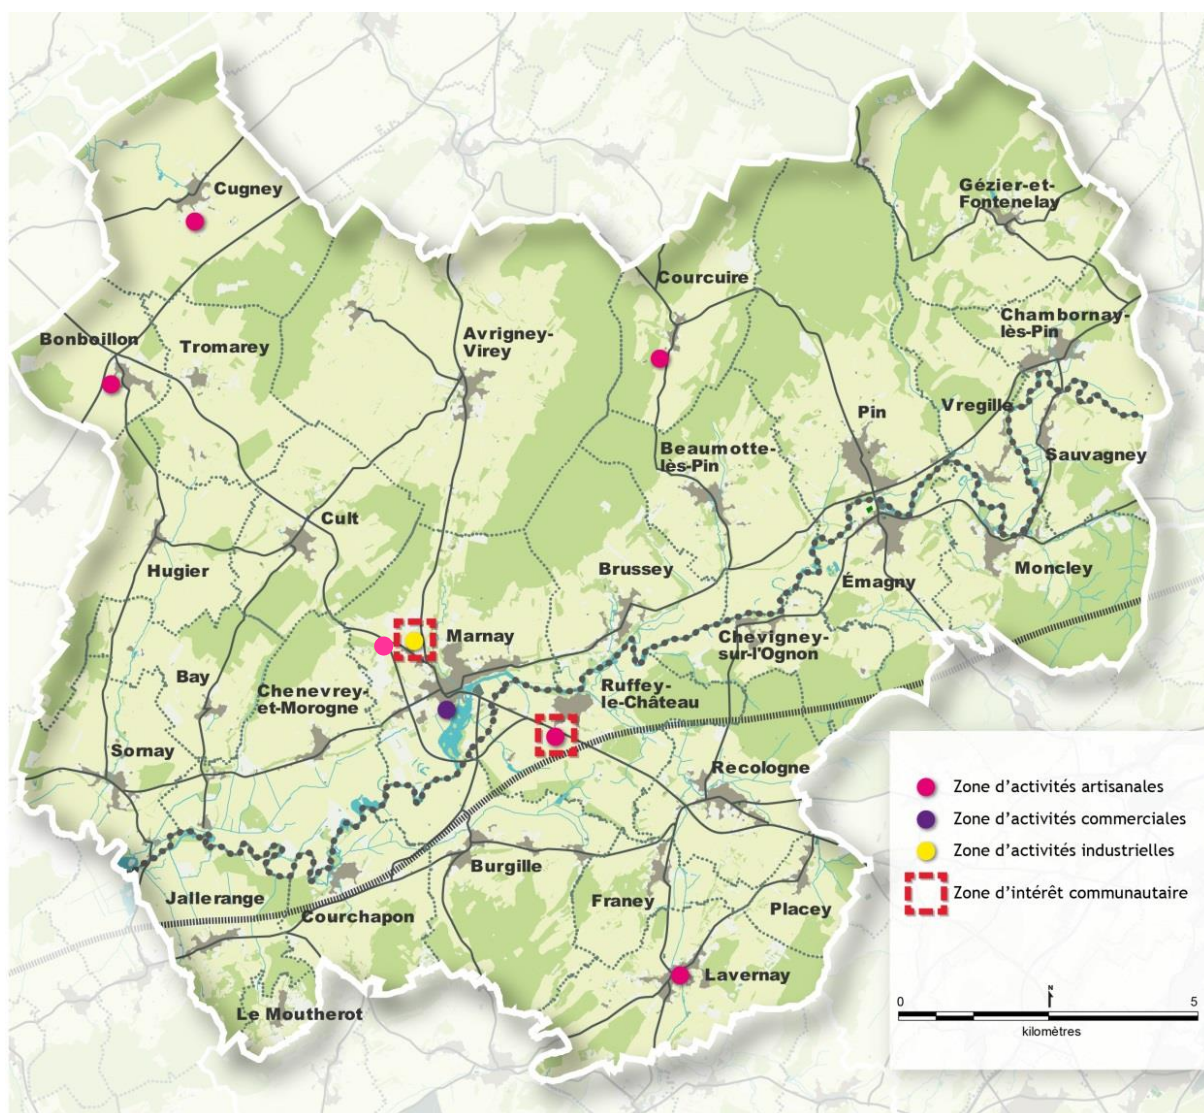 Cugney
Gézier-et-
Fontenelay
Courcuire
Chambornay-
lès-Pin
Bonboillon
Tromarey
Avrigney-
Virey
Vregille
Pin
Beaumotte-
lès-Pin
Sauvagney
Cult
Hugier
Brussey
Émagny
Moncley
Marnay
Chevigney-
sur-l'Ognon
Bay
Chenevrey-
et-Morogne
Ruffey-
le-Château
Sornay
Recologne
Burgille
Jallerange
Courchapon
Franey
Placey
Lavernay
Le Moutherot
Zone d'activités artisanales
Zone d'activités commerciales
Zone d'activités industrielles
Zone d'intérêt communautaire
N
0 5
kilomètres